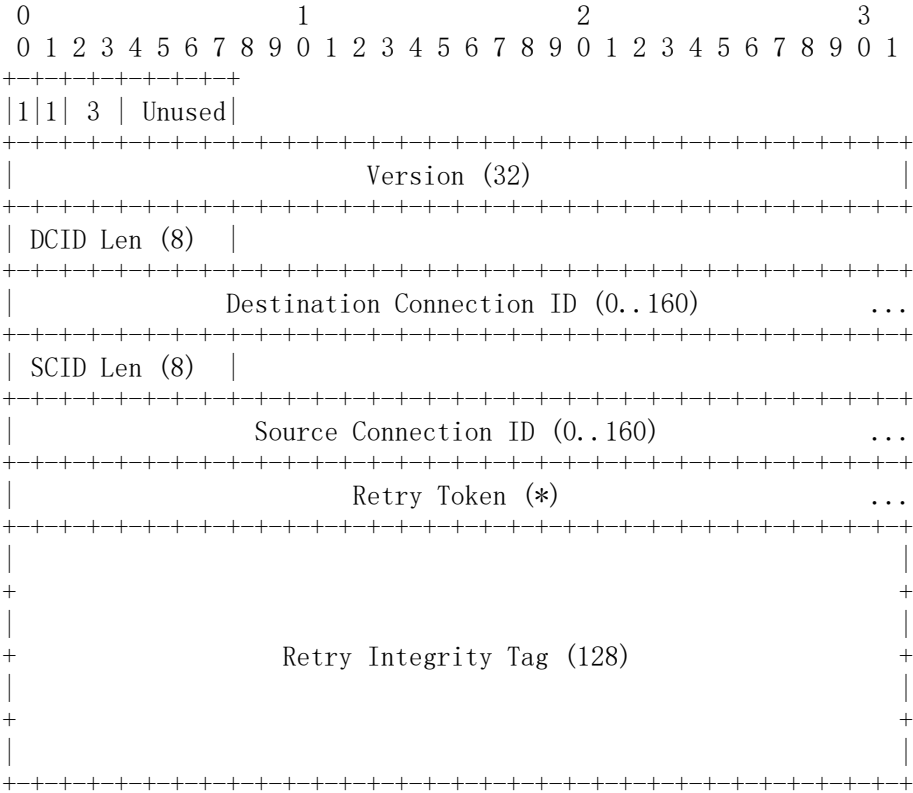 0                   1                   2                   3
 0 1 2 3 4 5 6 7 8 9 0 1 2 3 4 5 6 7 8 9 0 1 2 3 4 5 6 7 8 9 0 1
+-+-+-+-+-+-+-+-+
|1|1| 3 | Unused|
+-+-+-+-+-+-+-+-+-+-+-+-+-+-+-+-+-+-+-+-+-+-+-+-+-+-+-+-+-+-+-+-+
|                         Version (32)                          |
+-+-+-+-+-+-+-+-+-+-+-+-+-+-+-+-+-+-+-+-+-+-+-+-+-+-+-+-+-+-+-+-+
| DCID Len (8)  |
+-+-+-+-+-+-+-+-+-+-+-+-+-+-+-+-+-+-+-+-+-+-+-+-+-+-+-+-+-+-+-+-+
|               Destination Connection ID (0..160)            ...
+-+-+-+-+-+-+-+-+-+-+-+-+-+-+-+-+-+-+-+-+-+-+-+-+-+-+-+-+-+-+-+-+
| SCID Len (8)  |
+-+-+-+-+-+-+-+-+-+-+-+-+-+-+-+-+-+-+-+-+-+-+-+-+-+-+-+-+-+-+-+-+
|                 Source Connection ID (0..160)               ...
+-+-+-+-+-+-+-+-+-+-+-+-+-+-+-+-+-+-+-+-+-+-+-+-+-+-+-+-+-+-+-+-+
|                        Retry Token (*)                      ...
+-+-+-+-+-+-+-+-+-+-+-+-+-+-+-+-+-+-+-+-+-+-+-+-+-+-+-+-+-+-+-+-+
|                                                               |
+                                                               +
|                                                               |
+                   Retry Integrity Tag (128)                   +
|                                                               |
+                                                               +
|                                                               |
+-+-+-+-+-+-+-+-+-+-+-+-+-+-+-+-+-+-+-+-+-+-+-+-+-+-+-+-+-+-+-+-+